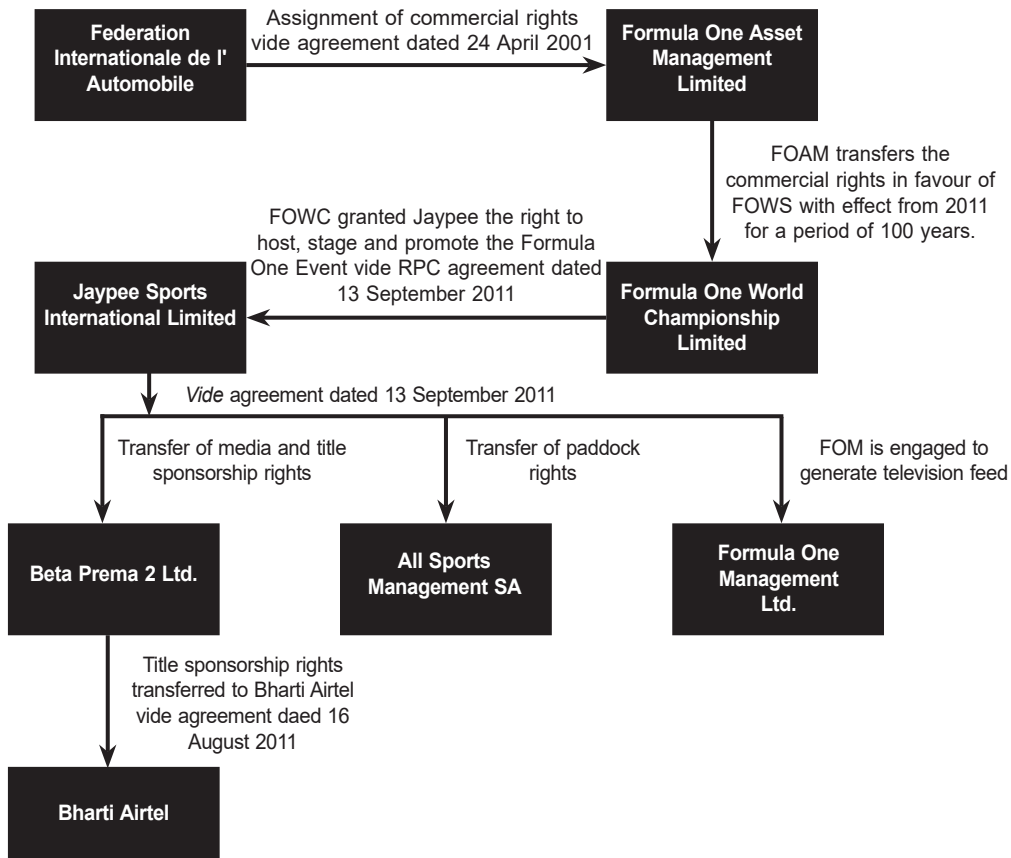 Federation
Internationale de l'
Automobile
Assignment of commercial rights
vide agreement dated 24 April 2001
Formula One Asset
Management
Limited
FOAM transfers the
commercial rights in favour of
FOWS with effect from 2011
for a period of 100 years.
FOWC granted Jaypee the right to
host, stage and promote the Formula
One Event vide RPC agreement dated
13 September 2011
Jaypee Sports
International Limited
Formula One World
Championship
Limited
Vide agreement dated 13 September 2011
Transfer of media and title
sponsorship rights
Transfer of paddock
rights
FOM is engaged to
generate television feed
Beta Prema 2 Ltd.
All Sports
Management SA
Formula One
Management
Ltd.
Title sponsorship rights
transferred to Bharti Airtel
vide agreement daed 16
August 2011
Bharti Airtel